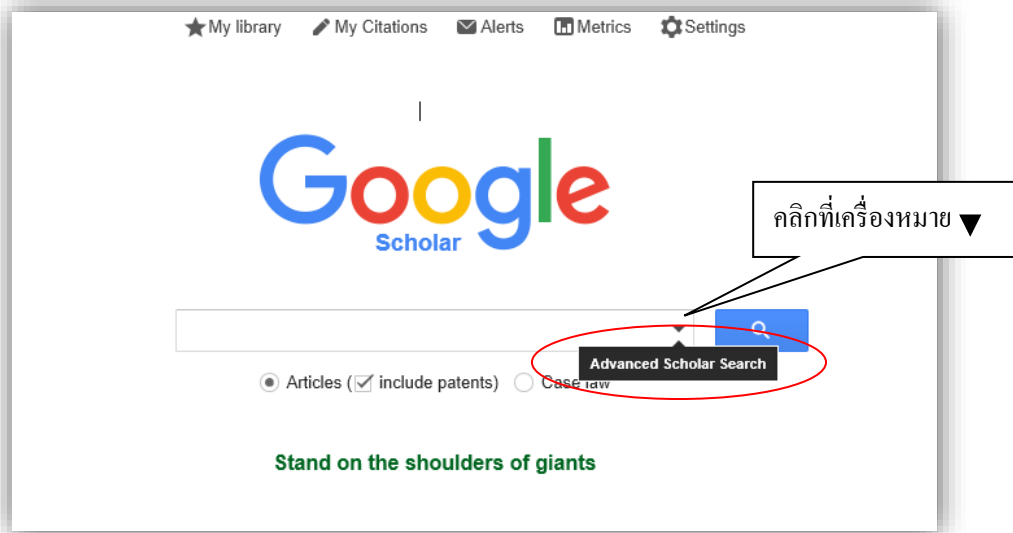 My library My Citations Alerts Metrics Settings
Google
Scholar
คลิกที่เครื่องหมาย ▼
Advanced Scholar Search
Articles (include patents) Case law
Stand on the shoulders of giants